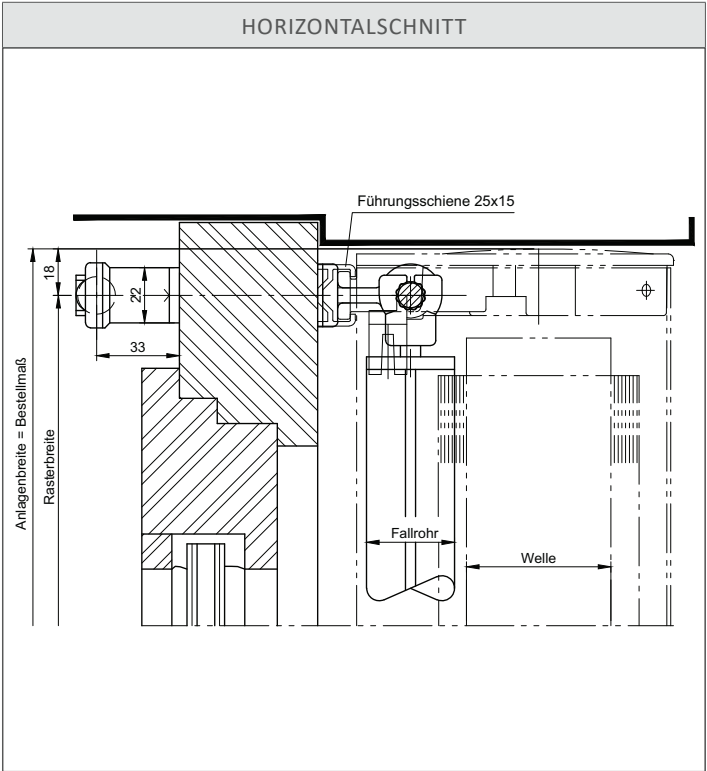 HORIZONTALSCHNITT
Führungsschiene 25x15
18
22
33
Anlagenbreite = Bestellmaß
Rasterbreite
Fallrohr
Welle